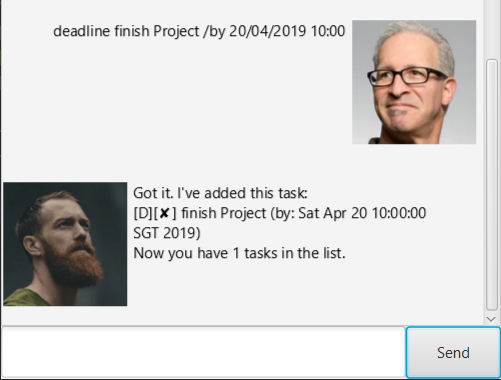 deadline finish Project /by 20/04/2019 10:00
Got it. I've added this task:
[D][✘] finish Project (by: Sat Apr 20 10:00:00
SGT 2019)
Now you have 1 tasks in the list.
Send